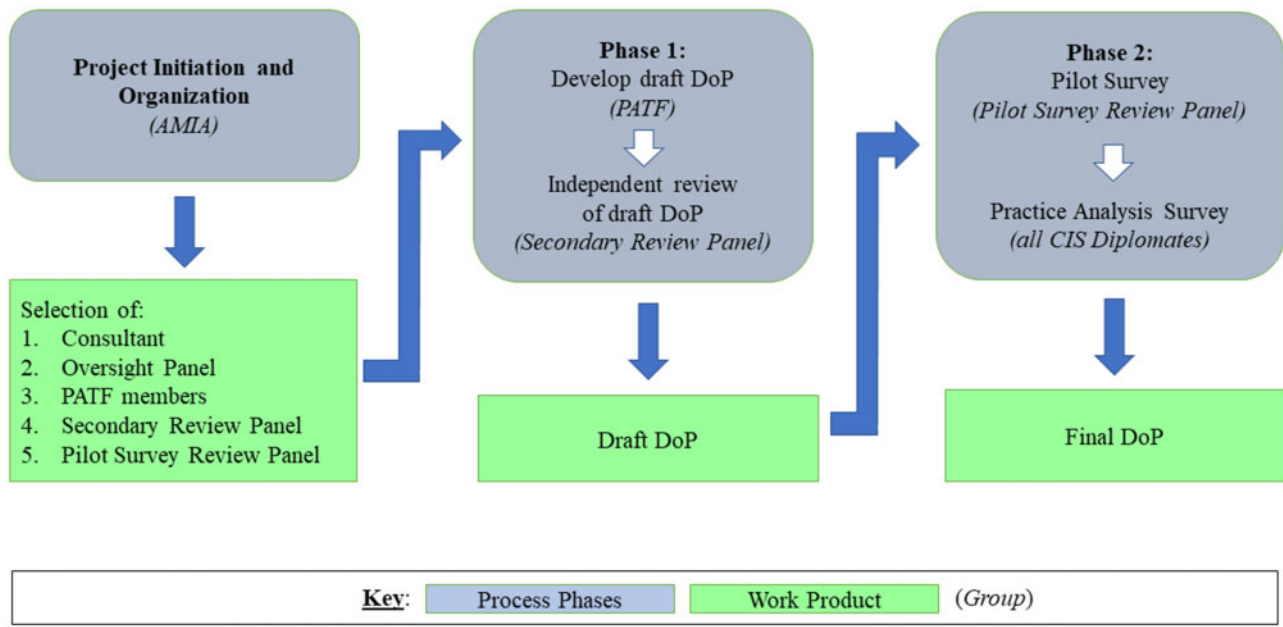 Project Initiation and
Organization
(AMIA)
Selection of:
1. Consultant
2. Oversight Panel
3. PATF members
4. Secondary Review Panel
5. Pilot Survey Review Panel
Phase 1:
Develop draft DoP
(PATF)
Independent review
of draft DoP
(Secondary Review Panel)
Draft DoP
Phase 2:
Pilot Survey
(Pilot Survey Review Panel)
Practice Analysis Survey
(all CIS Diplomates)
Final DoP
Key: Process Phases Work Product (Group)